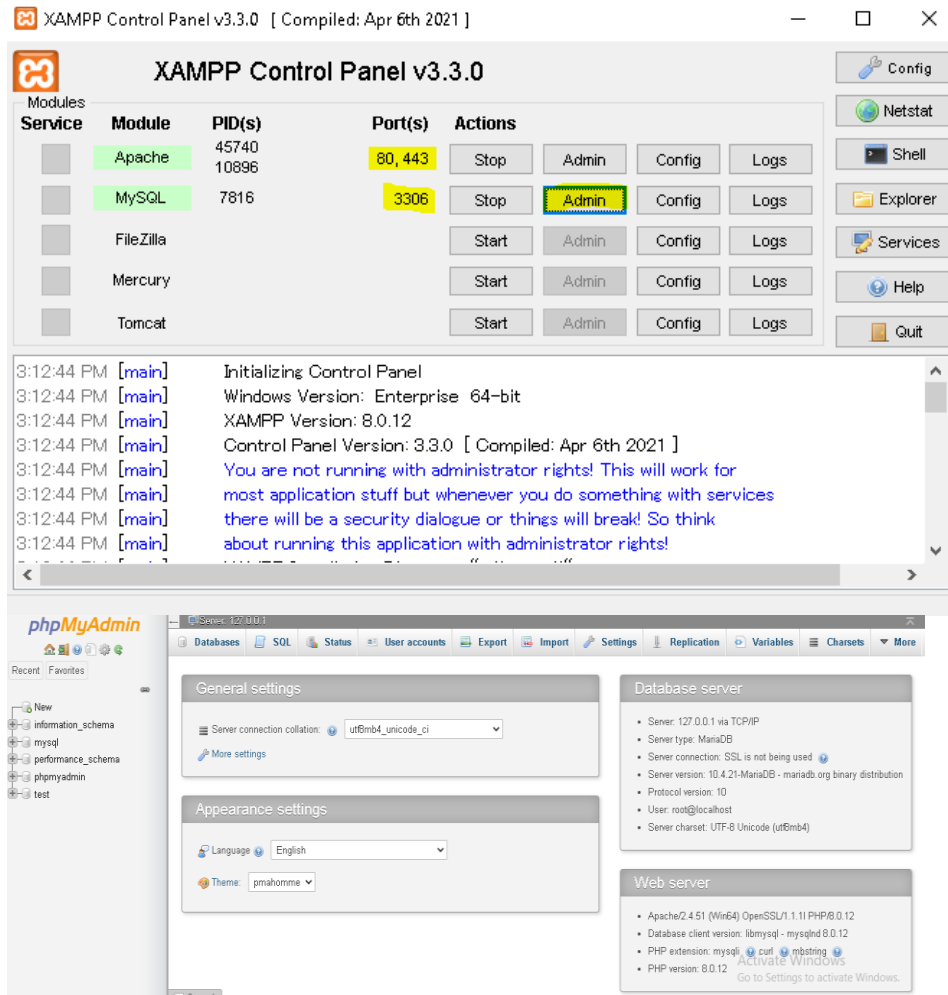 XAMPP Control Panel v3.3.0 [ Compiled: Apr 6th 2021 ]
XAMPP Control Panel v3.3.0
Config
Modules
Service Module PID(s) Port(s) Actions
Netstat
Apache 45740 10896 80, 443 Stop Admin Config Logs
Shell
MySQL 7816 3306 Stop Admin Config Logs
Explorer
FileZilla Start Admin Config Logs
Services
Mercury Start Admin Config Logs
Help
Tomcat Start Admin Config Logs
Quit
3:12:44 PM [main] Initializing Control Panel
3:12:44 PM [main] Windows Version: Enterprise 64-bit
3:12:44 PM [main] XAMPP Version: 8.0.12
3:12:44 PM [main] Control Panel Version: 3.3.0 [ Compiled: Apr 6th 2021 ]
3:12:44 PM [main] You are not running with administrator rights! This will work for
3:12:44 PM [main] most application stuff but whenever you do something with services
3:12:44 PM [main] there will be a security dialogue or things will break! So think
3:12:44 PM [main] about running this application with administrator rights!
phpMyAdmin
Recent Favorites
New
information_schema
mysql
performance_schema
phpmyadmin
test
Server: 127.0.0.1
Databases SQL Status User accounts Export Import Settings Replication Variables Charsets More
General settings
Server connection collation: utf8mb4_unicode_ci
More settings
Appearance settings
Language English
Theme: pmahomme
Database server
Server: 127.0.0.1 via TCP/IP
Server type: MariaDB
Server connection: SSL is not being used
Server version: 10.4.21-MariaDB - mariadb.org binary distribution
Protocol version: 10
User: root@localhost
Server charset: UTF-8 Unicode (utf8mb4)
Web server
Apache/2.4.51 (Win64) OpenSSL/1.1.1l PHP/8.0.12
Database client version: libmysql - mysqlnd 8.0.12
PHP extension: mysqli curl mbstring
PHP version: 8.0.12
Activate Windows
Go to Settings to activate Windows.